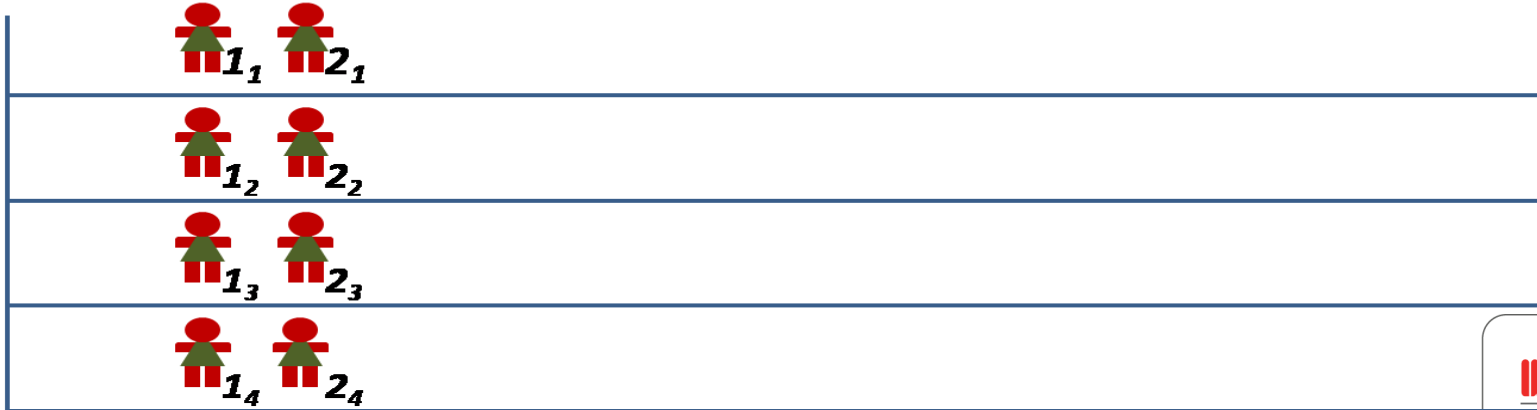 1₁ 2₁
1₂ 2₂
1₃ 2₃
1₄ 2₄